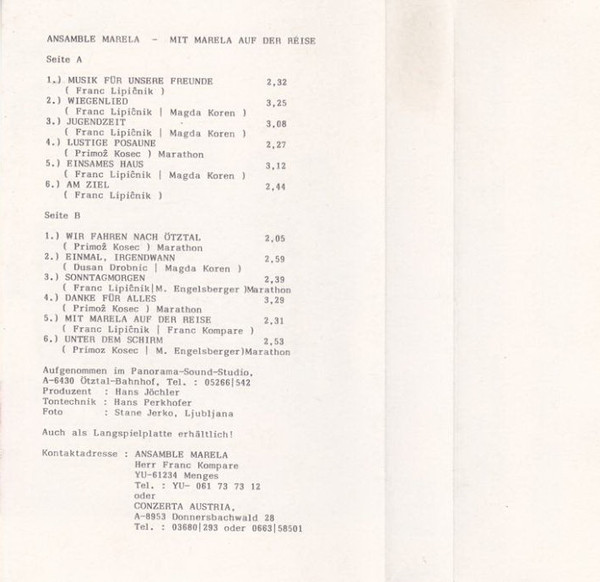 ANSAMBLE MARELA - MIT MARELA AUF DER REISE
Seite A
1.) MUSIK FÜR UNSERE FREUNDE 2,32
( Franc Lipičnik )
2.) WIEGENLIED 3,25
( Franc Lipičnik | Magda Koren )
3.) JUGENDZEIT 3,08
( Franc Lipičnik | Magda Koren )
4.) LUSTIGE POSAUNE 2,27
( Primož Kosec ) Marathon
5.) EINSAMES HAUS 3,12
( Franc Lipičnik | Magda Koren )
6.) AM ZIEL 2,44
( Franc Lipičnik )
Seite B
1.) WIR FAHREN NACH ÖTZTAL 2,05
( Primož Kosec ) Marathon
2.) EINMAL, IRGENDWANN 2,59
( Dusan Drobnic | Magda Koren )
3.) SONNTAGMORGEN 2,39
( Franc Lipičnik|M. Engelsberger )Marathon
4.) DANKE FÜR ALLES 3,29
( Primož Kosec ) Marathon
5.) MIT MARELA AUF DER REISE 2,31
( Franc Lipičnik | Franc Kompare )
6.) UNTER DEM SCHIRM 2,53
( Primoz Kosec | M. Engelsberger)Marathon
Aufgenommen im Panorama-Sound-Studio,
A-6430 Ötztal-Bahnhof, Tel. : 05266|542
Produzent : Hans Jöchler
Tontechnik : Hans Perkhofer
Foto : Stane Jerko, Ljubljana
Auch als Langspielplatte erhältlich!
Kontaktadresse : ANSAMBLE MARELA
Herr Franc Kompare
YU-61234 Menges
Tel. : YU- 061 73 73 12
oder
CONZERTA AUSTRIA,
A-8953 Donnersbachwald 28
Tel. : 03680|293 oder 0663|58501